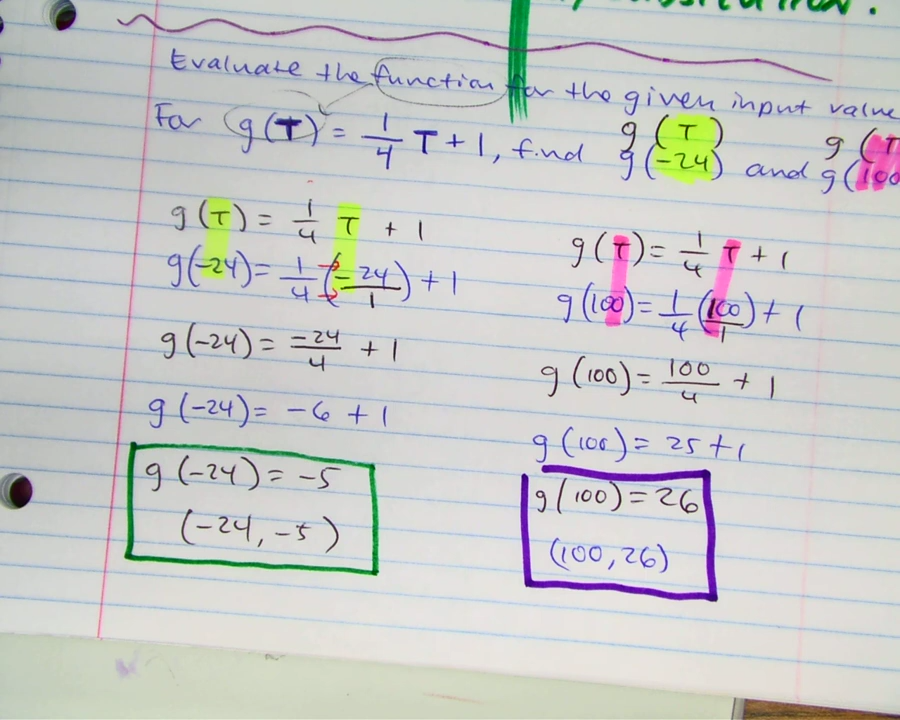 Evaluate the function for the given input value
g(T) g(T
For g(T) = 1/4 T + 1, find g(-24) and g(100
g(T) = 1/4 T + 1
g(-24) = 1/4 (-24/1) + 1
g(-24) = -24/4 + 1
g(-24) = -6 + 1
g(-24) = -5
(-24, -5)
g(T) = 1/4 T + 1
g(100) = 1/4 (100/1) + 1
g(100) = 100/4 + 1
g(100) = 25 + 1
g(100) = 26
(100, 26)